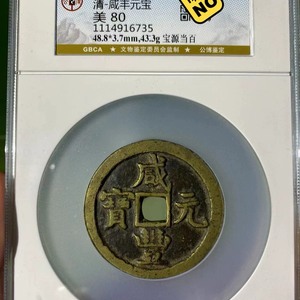 清-咸丰元宝
美 80
1114916735
48.8*3.7mm,43.3g 宝源当百
GBCA ★ 文物鉴定委员会监制 ★ 公博鉴定
NO
咸
寶 元
豐